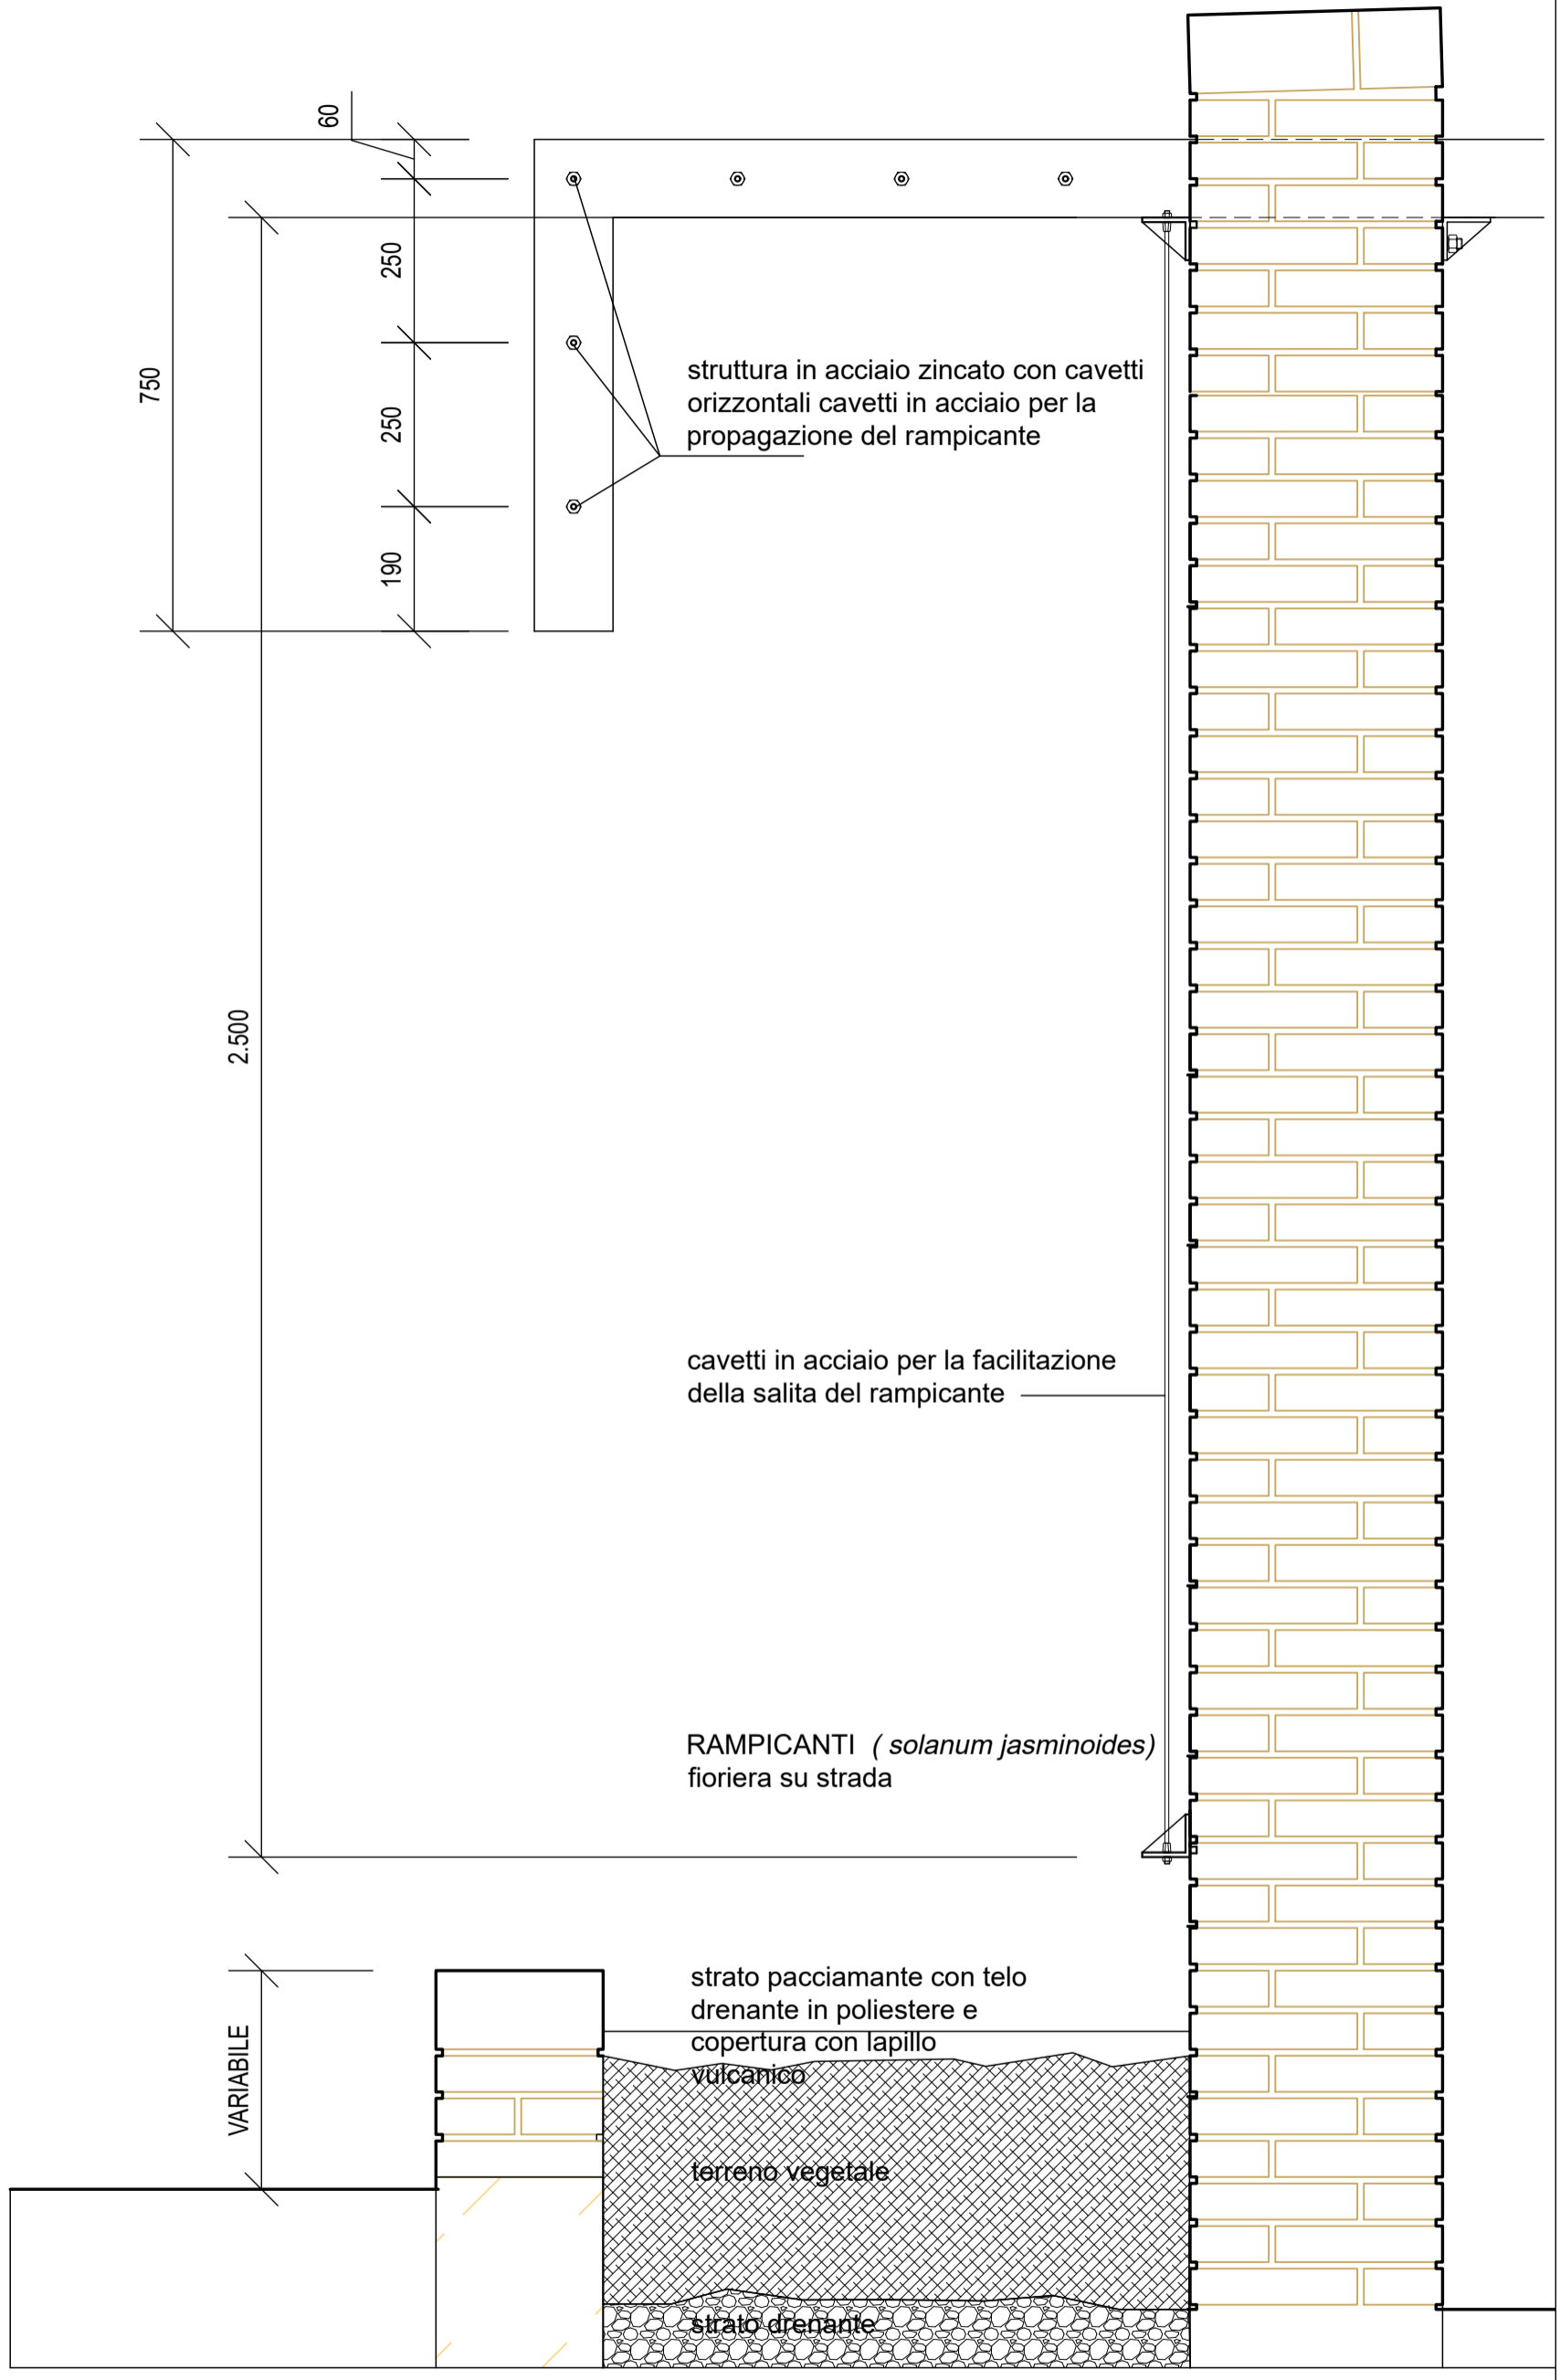 60
250
750
250
190
struttura in acciaio zincato con cavetti
orizzontali cavetti in acciaio per la
propagazione del rampicante
2.500
cavetti in acciaio per la facilitazione
della salita del rampicante
RAMPICANTI ( solanum jasminoides)
fioriera su strada
VARIABILE
strato pacciamante con telo
drenante in poliestere e
copertura con lapillo
vulcanico
terreno vegetale
strato drenante